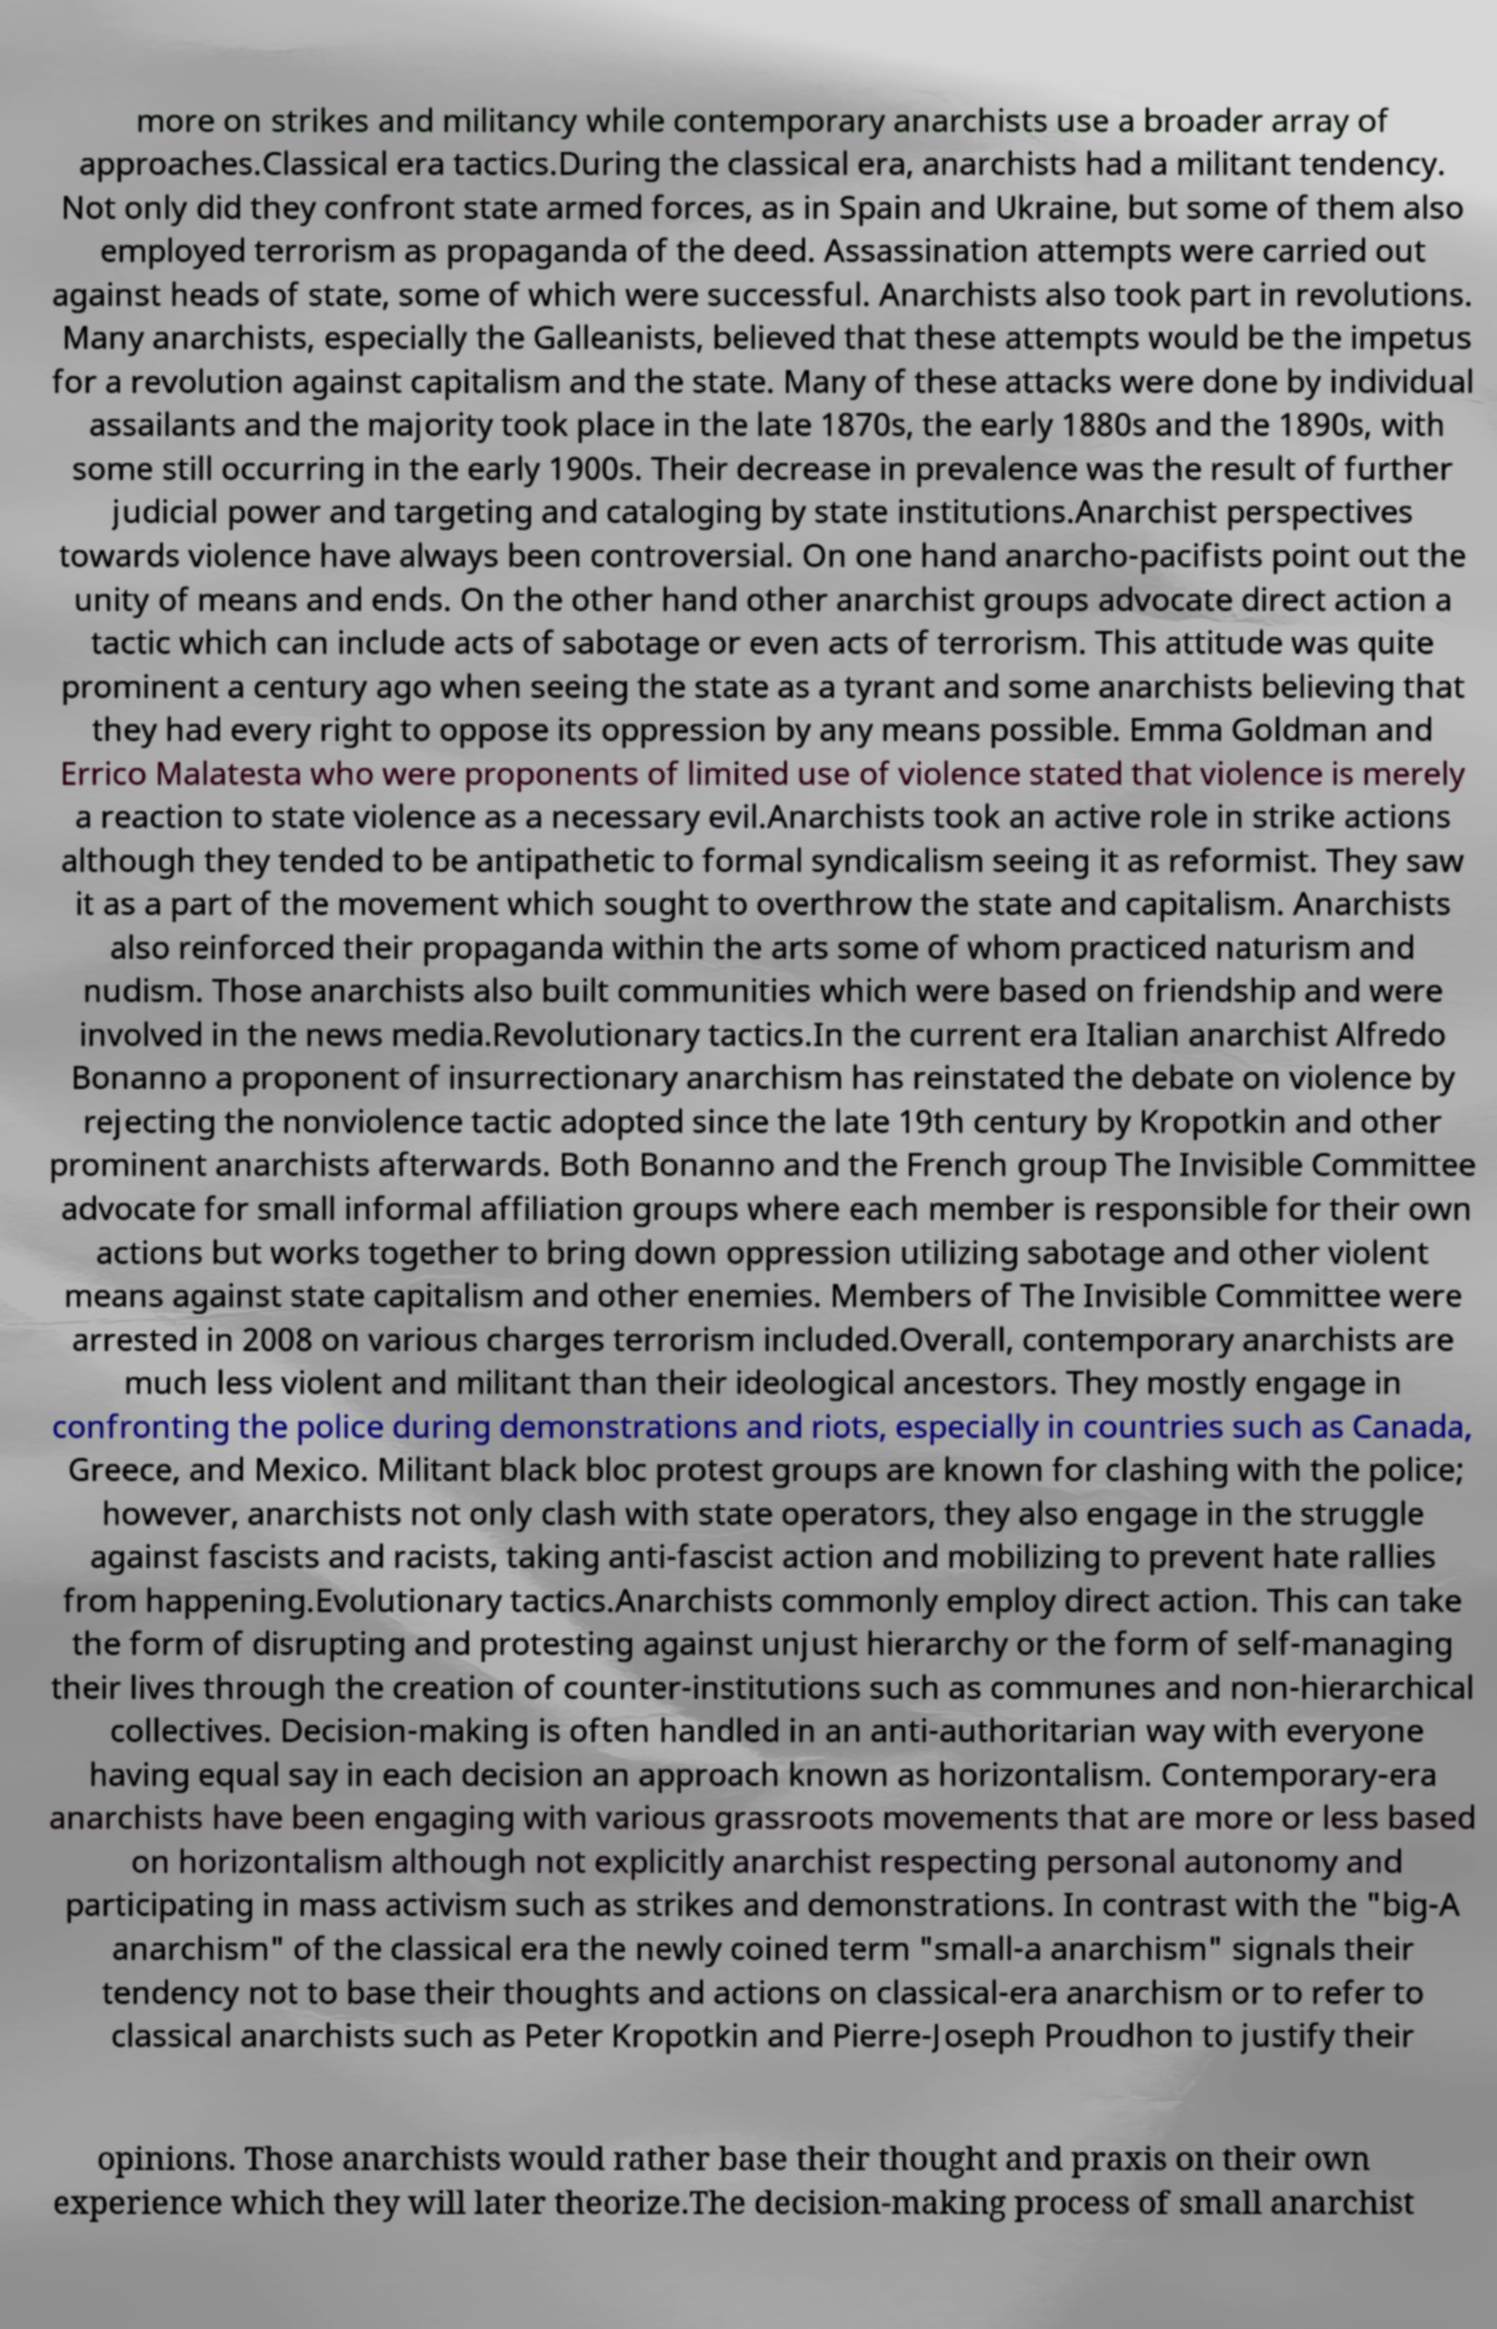 more on strikes and militancy while contemporary anarchists use a broader array of
approaches.Classical era tactics.During the classical era, anarchists had a militant tendency.
Not only did they confront state armed forces, as in Spain and Ukraine, but some of them also
employed terrorism as propaganda of the deed. Assassination attempts were carried out
against heads of state, some of which were successful. Anarchists also took part in revolutions.
Many anarchists, especially the Galleanists, believed that these attempts would be the impetus
for a revolution against capitalism and the state. Many of these attacks were done by individual
assailants and the majority took place in the late 1870s, the early 1880s and the 1890s, with
some still occurring in the early 1900s. Their decrease in prevalence was the result of further
judicial power and targeting and cataloging by state institutions.Anarchist perspectives
towards violence have always been controversial. On one hand anarcho-pacifists point out the
unity of means and ends. On the other hand other anarchist groups advocate direct action a
tactic which can include acts of sabotage or even acts of terrorism. This attitude was quite
prominent a century ago when seeing the state as a tyrant and some anarchists believing that
they had every right to oppose its oppression by any means possible. Emma Goldman and
Errico Malatesta who were proponents of limited use of violence stated that violence is merely
a reaction to state violence as a necessary evil.Anarchists took an active role in strike actions
although they tended to be antipathetic to formal syndicalism seeing it as reformist. They saw
it as a part of the movement which sought to overthrow the state and capitalism. Anarchists
also reinforced their propaganda within the arts some of whom practiced naturism and
nudism. Those anarchists also built communities which were based on friendship and were
involved in the news media.Revolutionary tactics.In the current era Italian anarchist Alfredo
Bonanno a proponent of insurrectionary anarchism has reinstated the debate on violence by
rejecting the nonviolence tactic adopted since the late 19th century by Kropotkin and other
prominent anarchists afterwards. Both Bonanno and the French group The Invisible Committee
advocate for small informal affiliation groups where each member is responsible for their own
actions but works together to bring down oppression utilizing sabotage and other violent
means against state capitalism and other enemies. Members of The Invisible Committee were
arrested in 2008 on various charges terrorism included.Overall, contemporary anarchists are
much less violent and militant than their ideological ancestors. They mostly engage in
confronting the police during demonstrations and riots, especially in countries such as Canada,
Greece, and Mexico. Militant black bloc protest groups are known for clashing with the police;
however, anarchists not only clash with state operators, they also engage in the struggle
against fascists and racists, taking anti-fascist action and mobilizing to prevent hate rallies
from happening.Evolutionary tactics.Anarchists commonly employ direct action. This can take
the form of disrupting and protesting against unjust hierarchy or the form of self-managing
their lives through the creation of counter-institutions such as communes and non-hierarchical
collectives. Decision-making is often handled in an anti-authoritarian way with everyone
having equal say in each decision an approach known as horizontalism. Contemporary-era
anarchists have been engaging with various grassroots movements that are more or less based
on horizontalism although not explicitly anarchist respecting personal autonomy and
participating in mass activism such as strikes and demonstrations. In contrast with the "big-A
anarchism" of the classical era the newly coined term "small-a anarchism" signals their
tendency not to base their thoughts and actions on classical-era anarchism or to refer to
classical anarchists such as Peter Kropotkin and Pierre-Joseph Proudhon to justify their
opinions. Those anarchists would rather base their thought and praxis on their own
experience which they will later theorize.The decision-making process of small anarchist